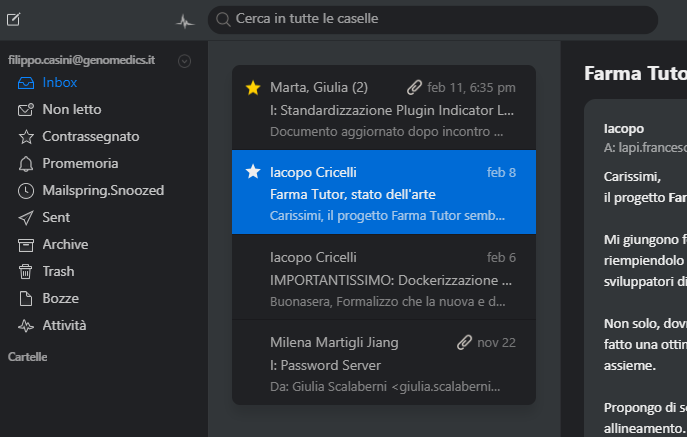 Cerca in tutte le caselle
filippo.casini@genomedics.it
Inbox
Non letto
Contrassegnato
Promemoria
Mailspring.Snoozed
Sent
Archive
Trash
Bozze
Attività
Cartelle
Marta, Giulia (2) feb 11, 6:35 pm
I: Standardizzazione Plugin Indicator L...
Documento aggiornato dopo incontro ...
Iacopo Cricelli feb 8
Farma Tutor, stato dell'arte
Carissimi, il progetto Farma Tutor semb...
Iacopo Cricelli feb 6
IMPORTANTISSIMO: Dockerizzazione ...
Buonasera, Formalizzo che la nuova e d...
Milena Martigli Jiang nov 22
I: Password Server
Da: Giulia Scalaberni <giulia.scalaberni...
Farma Tuto
Iacopo
A: lapi.frances
Carissimi,
il progetto Far
Mi giungono f
riempiendolo
sviluppatori di
Non solo, dov
fatto una ottir
assieme.
Propongo di s
allineamento.